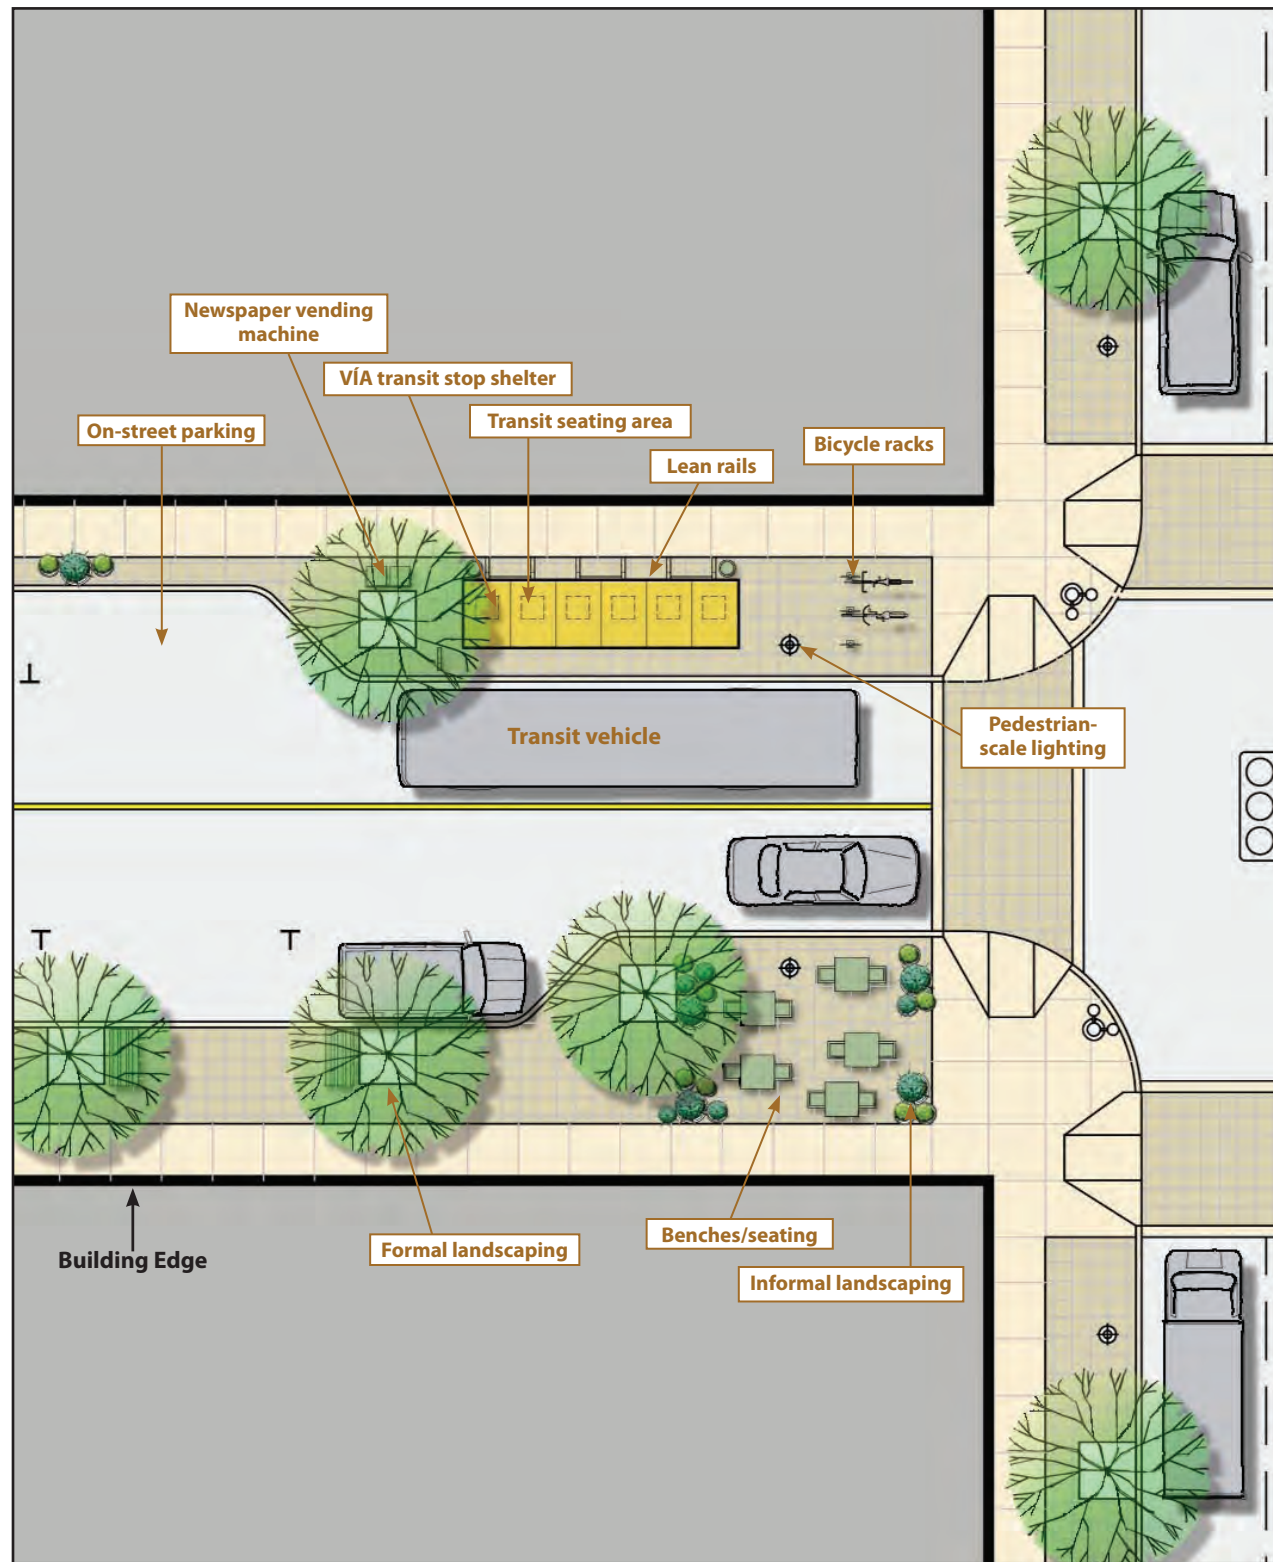 Newspaper vending
machine
VÍA transit stop shelter
Transit seating area
On-street parking
Lean rails
Bicycle racks
Pedestrian-
scale lighting
Transit vehicle
Building Edge
Formal landscaping
Benches/seating
Informal landscaping